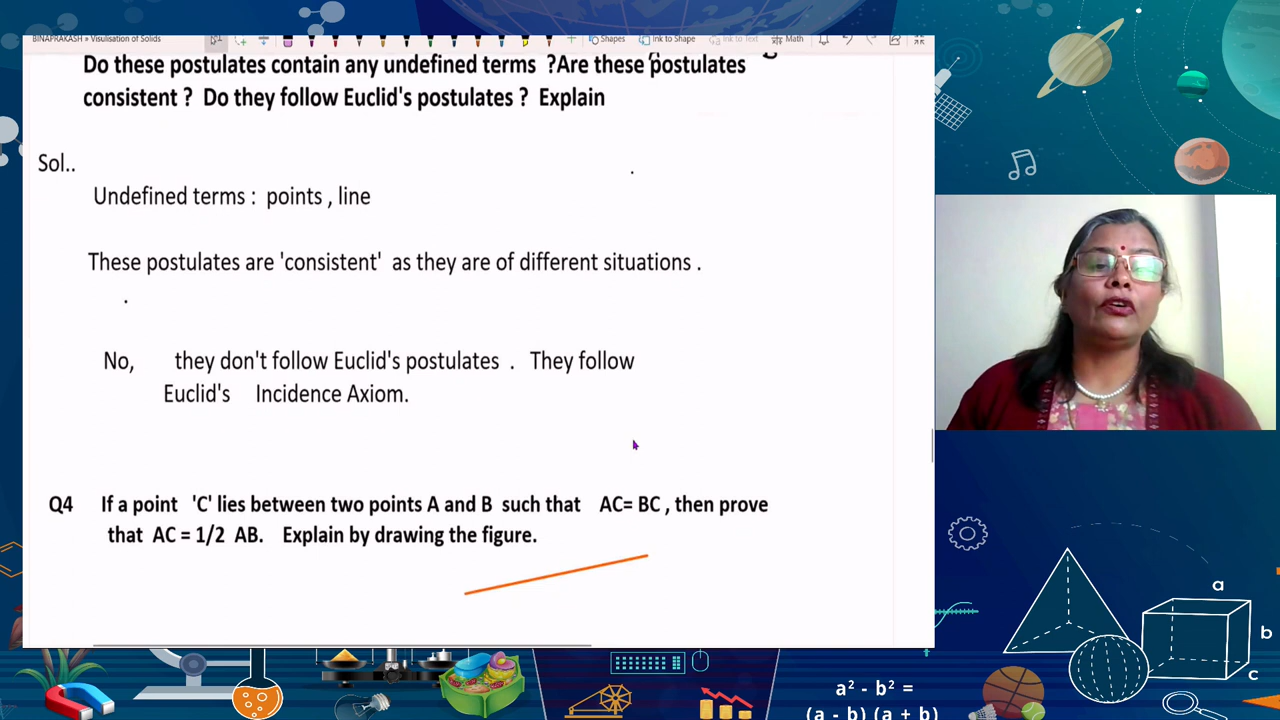 BINAPRAKASH » Visulisation of Solids
Shapes Ink to Shape Ink to Text Math
Do these postulates contain any undefined terms ?Are these postulates
consistent ? Do they follow Euclid's postulates ? Explain
Sol..
Undefined terms : points , line
These postulates are 'consistent' as they are of different situations .
No, they don't follow Euclid's postulates . They follow
Euclid's Incidence Axiom.
Q4 If a point 'C' lies between two points A and B such that AC= BC , then prove
that AC = 1/2 AB. Explain by drawing the figure.
a
b
c
a² - b² =
(a - b) (a + b)